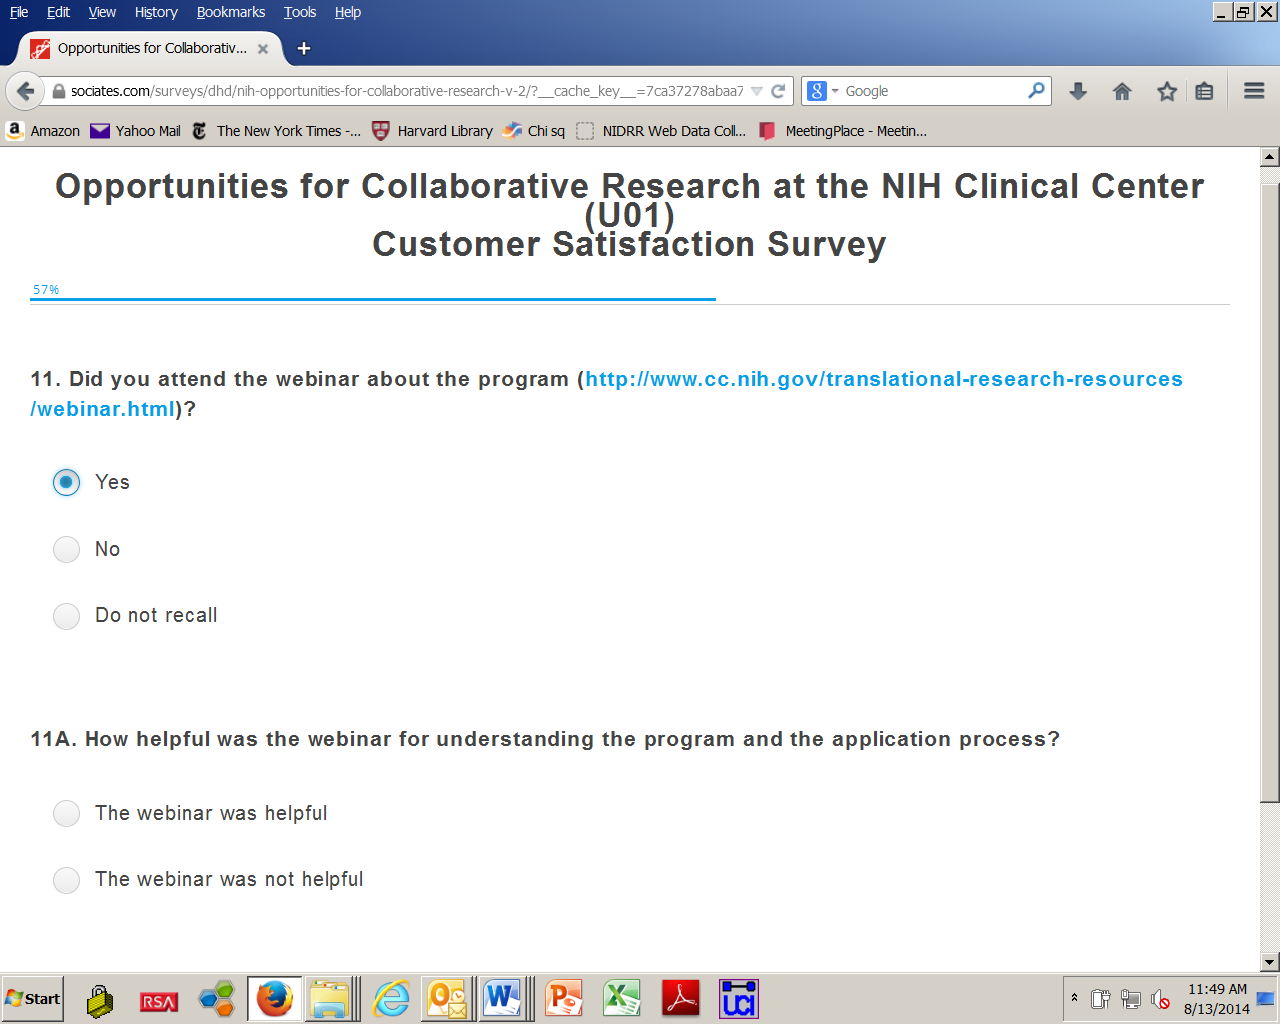 File Edit View History Bookmarks Tools Help
Opportunities for Collaborativ...
sociates.com/surveys/dhd/nih-opportunities-for-collaborative-research-v-2/?__cache_key__=7ca37278abaa7
Google
Amazon Yahoo Mail The New York Times -... Harvard Library Chi sq NIDRR Web Data Coll... MeetingPlace - Meetin...
Opportunities for Collaborative Research at the NIH Clinical Center
(U01)
Customer Satisfaction Survey
57%
11. Did you attend the webinar about the program (http://www.cc.nih.gov/translational-research-resources
/webinar.html)?
Yes
No
Do not recall
11A. How helpful was the webinar for understanding the program and the application process?
The webinar was helpful
The webinar was not helpful
Start
RSA
UCI
11:49 AM
8/13/2014